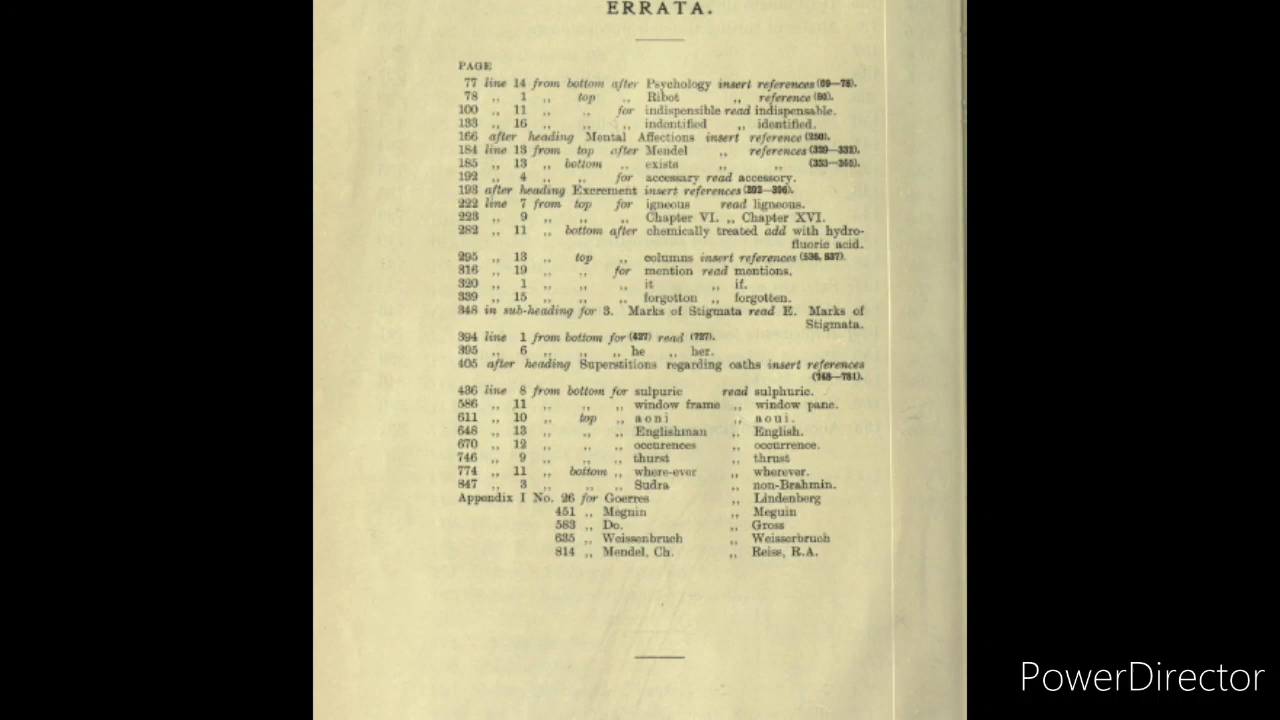 ERRATA.
PAGE
77 line 14 from bottom after Psychology insert references (69—78).
78 ,, 1 ,, top ,, Ribot ,, reference (80).
100 ,, 11 ,, ,, for indispensible read indispensable.
133 ,, 16 ,, ,, ,, indentified ,, identified.
166 after heading Mental Affections insert reference (250).
184 line 13 from top after Mendel ,, references (329—332).
185 ,, 13 ,, bottom ,, exists ,, ,,
192 ,, 4 ,, ,, for accessary read accessory.
193 after heading Excrement insert references
222 line 7 from top for igneous read ligneous.
223 ,, 9 ,, ,, ,, Chapter VI. ,, Chapter XVI.
282 ,, 11 ,, bottom after chemically treated add with hydro-
fluoric acid.
295 ,, 13 ,, top ,, columns insert references (536, 537).
316 ,, 19 ,, ,, for mention read mentions.
320 ,, 1 ,, ,, ,, it ,, if.
339 ,, 15 ,, ,, ,, forgotton ,, forgotten.
348 in sub-heading for 3. Marks of Stigmata read E. Marks of
Stigmata.
394 line 1 from bottom for (427) read (727).
395 ,, 6 ,, ,, ,, he ,, her.
405 after heading Superstitions regarding oaths insert references
436 line 8 from bottom for sulpuric read sulphuric.
586 ,, 11 ,, ,, ,, window frame ,, window pane.
611 ,, 10 ,, top ,, aoni ,, aoui.
648 ,, 13 ,, ,, ,, Englishman ,, English.
670 ,, 12 ,, ,, ,, occurences ,, occurrence.
746 ,, 9 ,, ,, ,, thurst ,, thrust
774 ,, 11 ,, bottom ,, where-ever ,, wherever.
847 ,, 3 ,, ,, ,, Sudra ,, non-Brahmin.
Appendix I No. 26 for Goerres ,, Lindenberg
451 ,, Megnin ,, Meguin
583 ,, Do. ,, Gross
635 ,, Weissenbruch ,, Weisserbruch
814 ,, Mendel, Ch. ,, Reiss, R.A.
PowerDirector